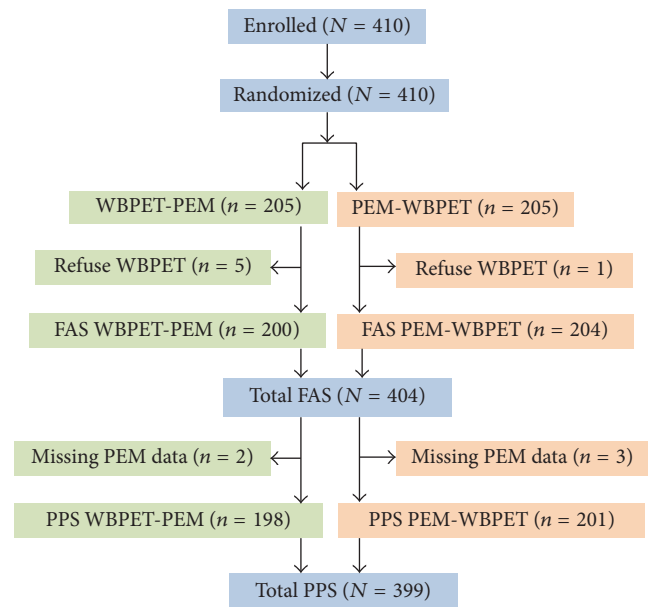 Enrolled (N = 410)
Randomized (N = 410)
WBPET-PEM (n = 205)
PEM-WBPET (n = 205)
Refuse WBPET (n = 5)
Refuse WBPET (n = 1)
FAS WBPET-PEM (n = 200)
FAS PEM-WBPET (n = 204)
Total FAS (N = 404)
Missing PEM data (n = 2)
Missing PEM data (n = 3)
PPS WBPET-PEM (n = 198)
PPS PEM-WBPET (n = 201)
Total PPS (N = 399)